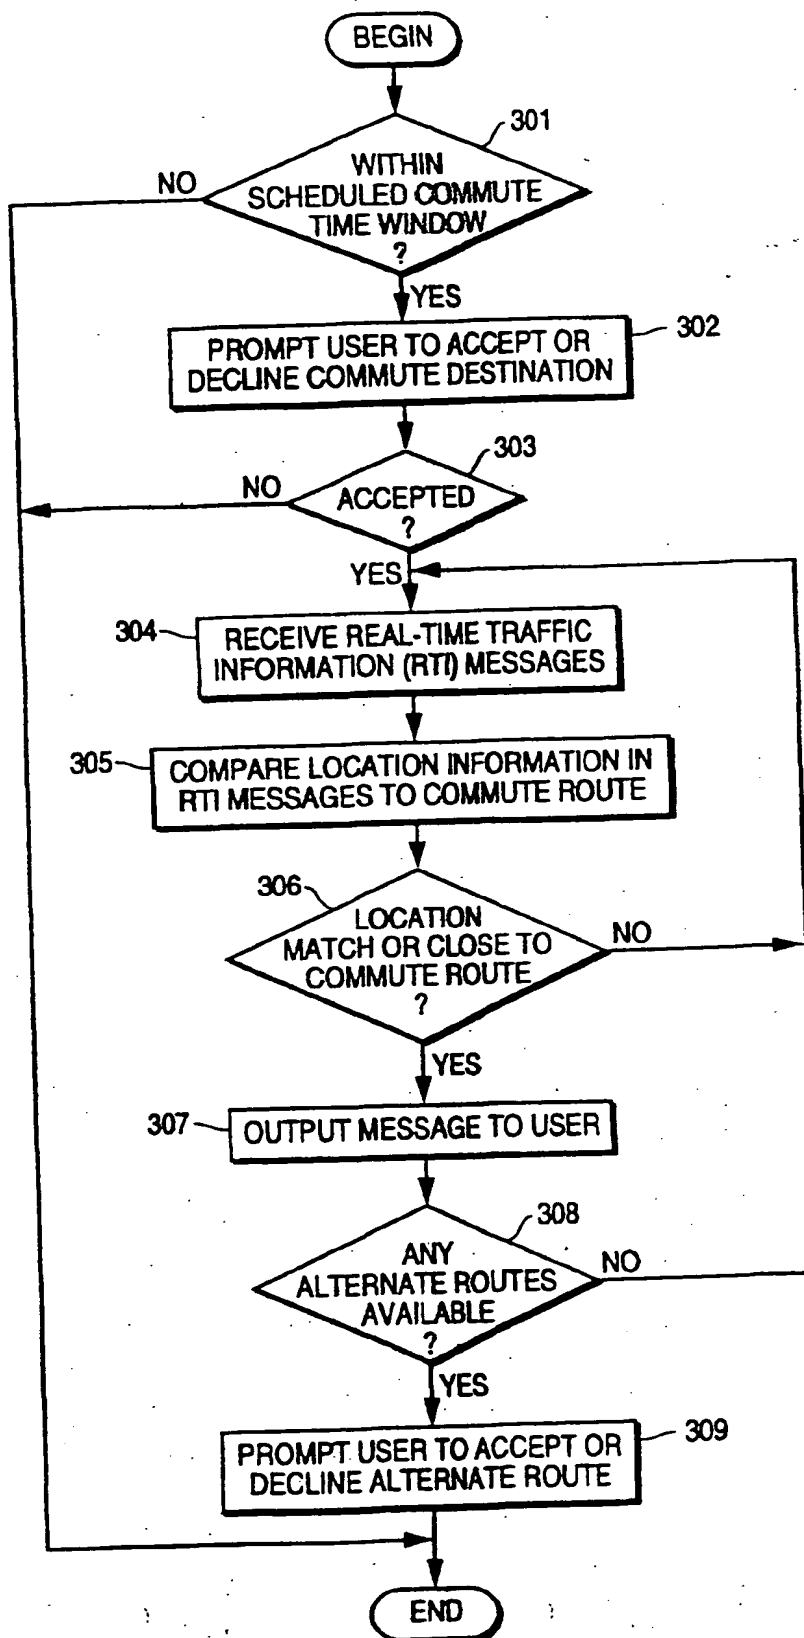 BEGIN
301
WITHIN
SCHEDULED COMMUTE
TIME WINDOW
?
NO
YES
302
PROMPT USER TO ACCEPT OR
DECLINE COMMUTE DESTINATION
303
NO
ACCEPTED
?
YES
304
RECEIVE REAL-TIME TRAFFIC
INFORMATION (RTI) MESSAGES
305
COMPARE LOCATION INFORMATION IN
RTI MESSAGES TO COMMUTE ROUTE
306
LOCATION
MATCH OR CLOSE TO
COMMUTE ROUTE
?
NO
YES
307
OUTPUT MESSAGE TO USER
308
ANY
ALTERNATE ROUTES
AVAILABLE
?
NO
YES
309
PROMPT USER TO ACCEPT OR
DECLINE ALTERNATE ROUTE
END